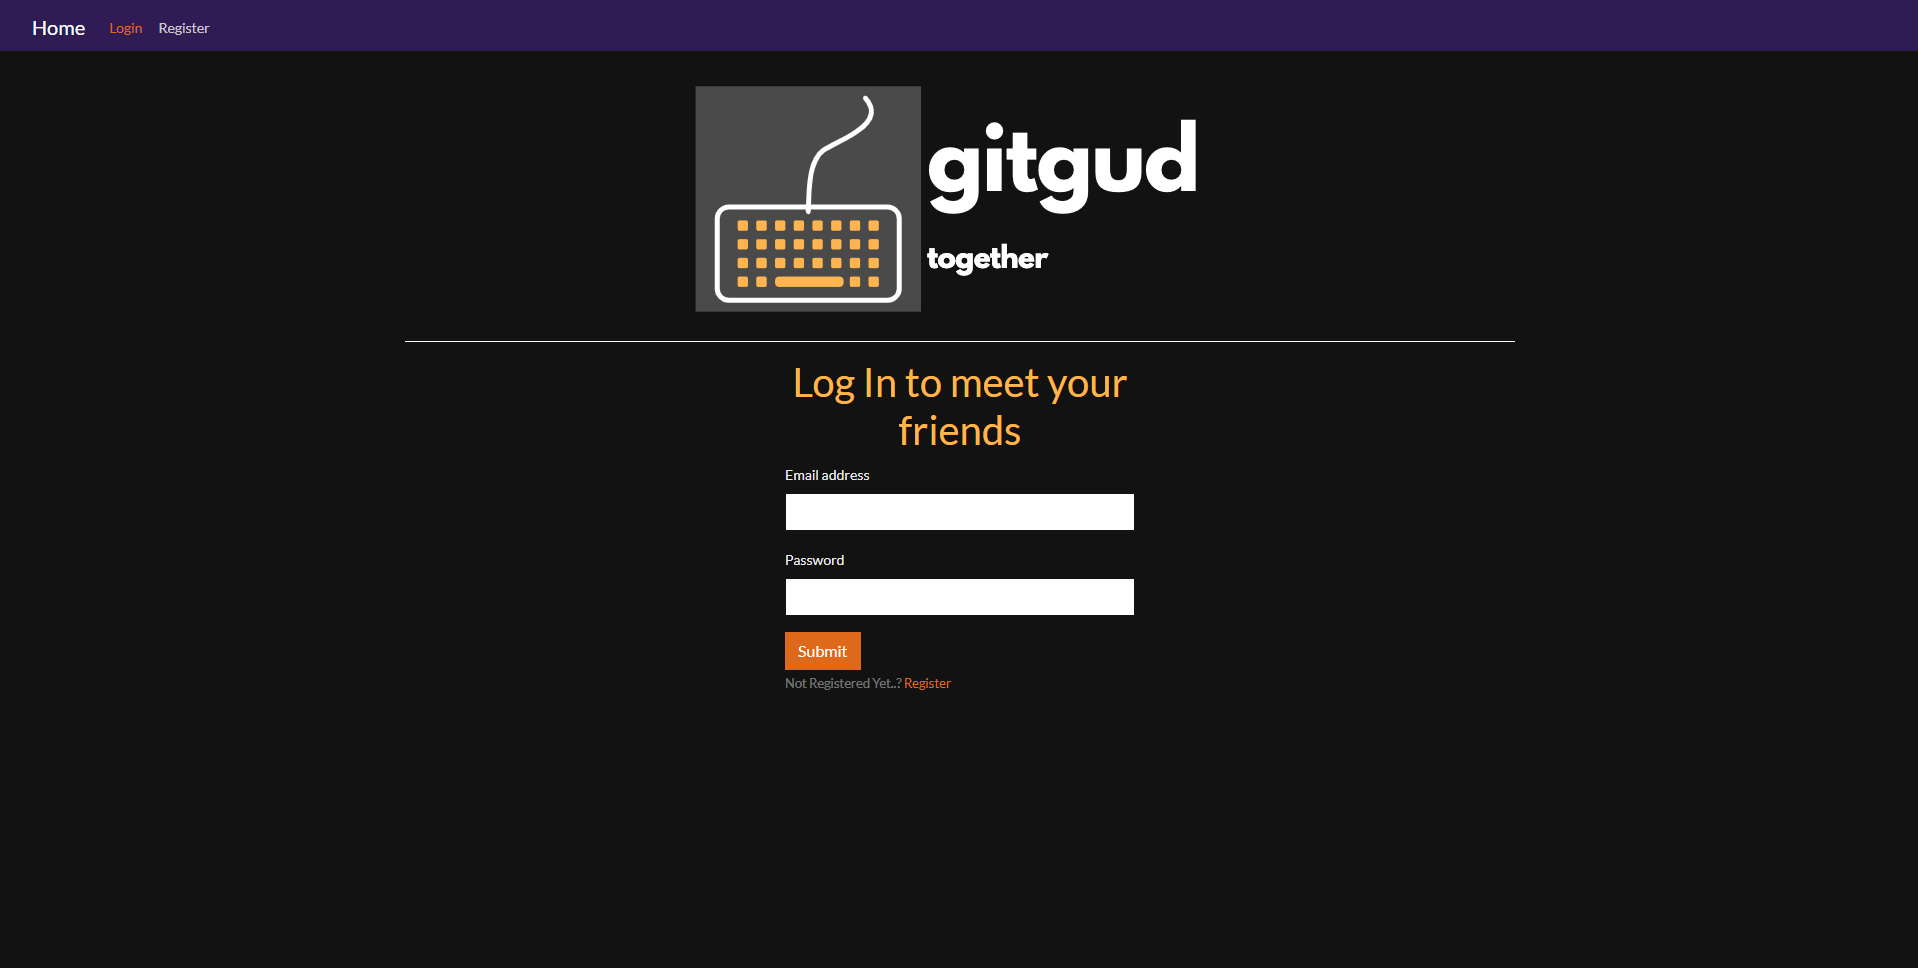 Home Login Register
gitgud
together
Log In to meet your
friends
Email address
Password
Submit
Not Registered Yet..? Register